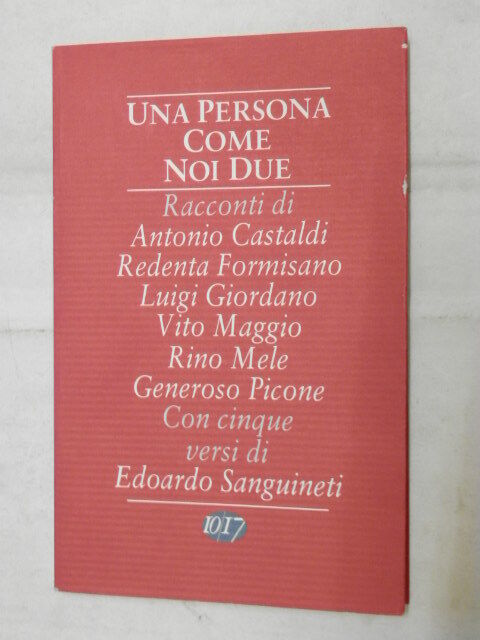 UNA PERSONA
COME
NOI DUE
Racconti di
Antonio Castaldi
Redenta Formisano
Luigi Giordano
Vito Maggio
Rino Mele
Generoso Picone
Con cinque
versi di
Edoardo Sanguineti
10/17